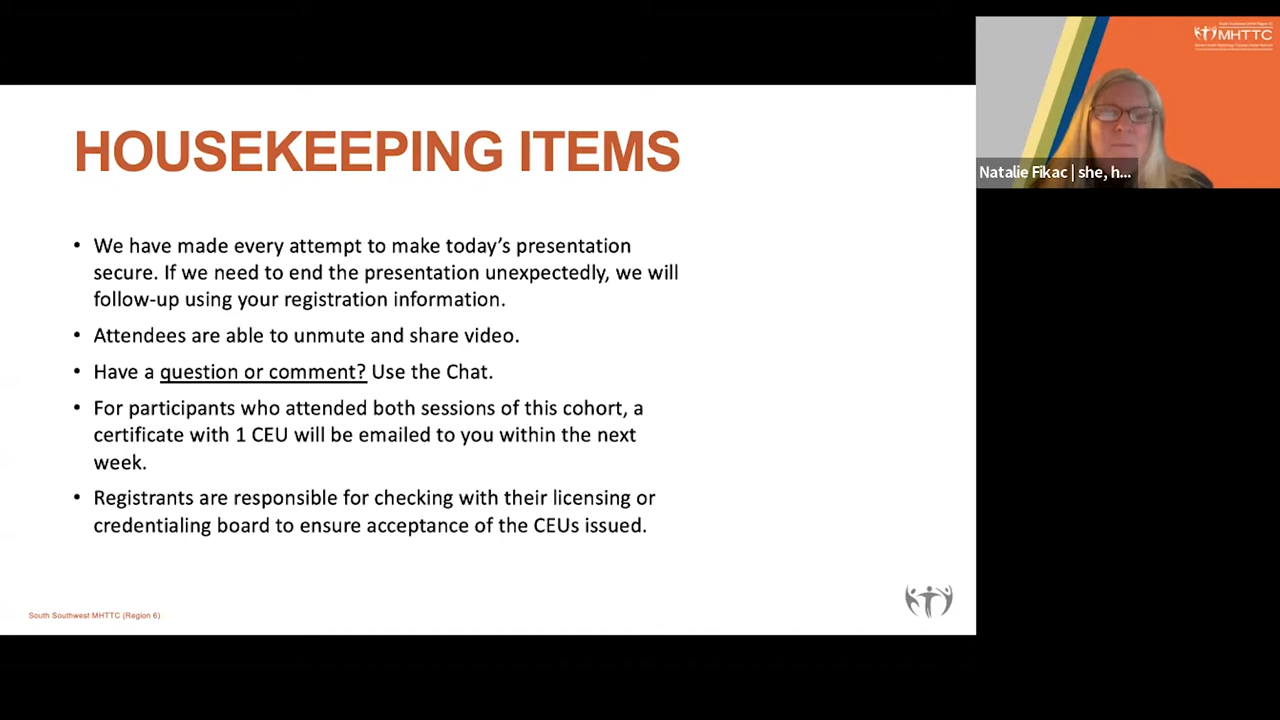 HOUSEKEEPING ITEMS
• We have made every attempt to make today’s presentation
secure. If we need to end the presentation unexpectedly, we will
follow-up using your registration information.
• Attendees are able to unmute and share video.
• Have a question or comment? Use the Chat.
• For participants who attended both sessions of this cohort, a
certificate with 1 CEU will be emailed to you within the next
week.
• Registrants are responsible for checking with their licensing or
credentialing board to ensure acceptance of the CEUs issued.
South Southwest MHTTC (Region 6)
MHTTC
Natalie Fikac | she, h...